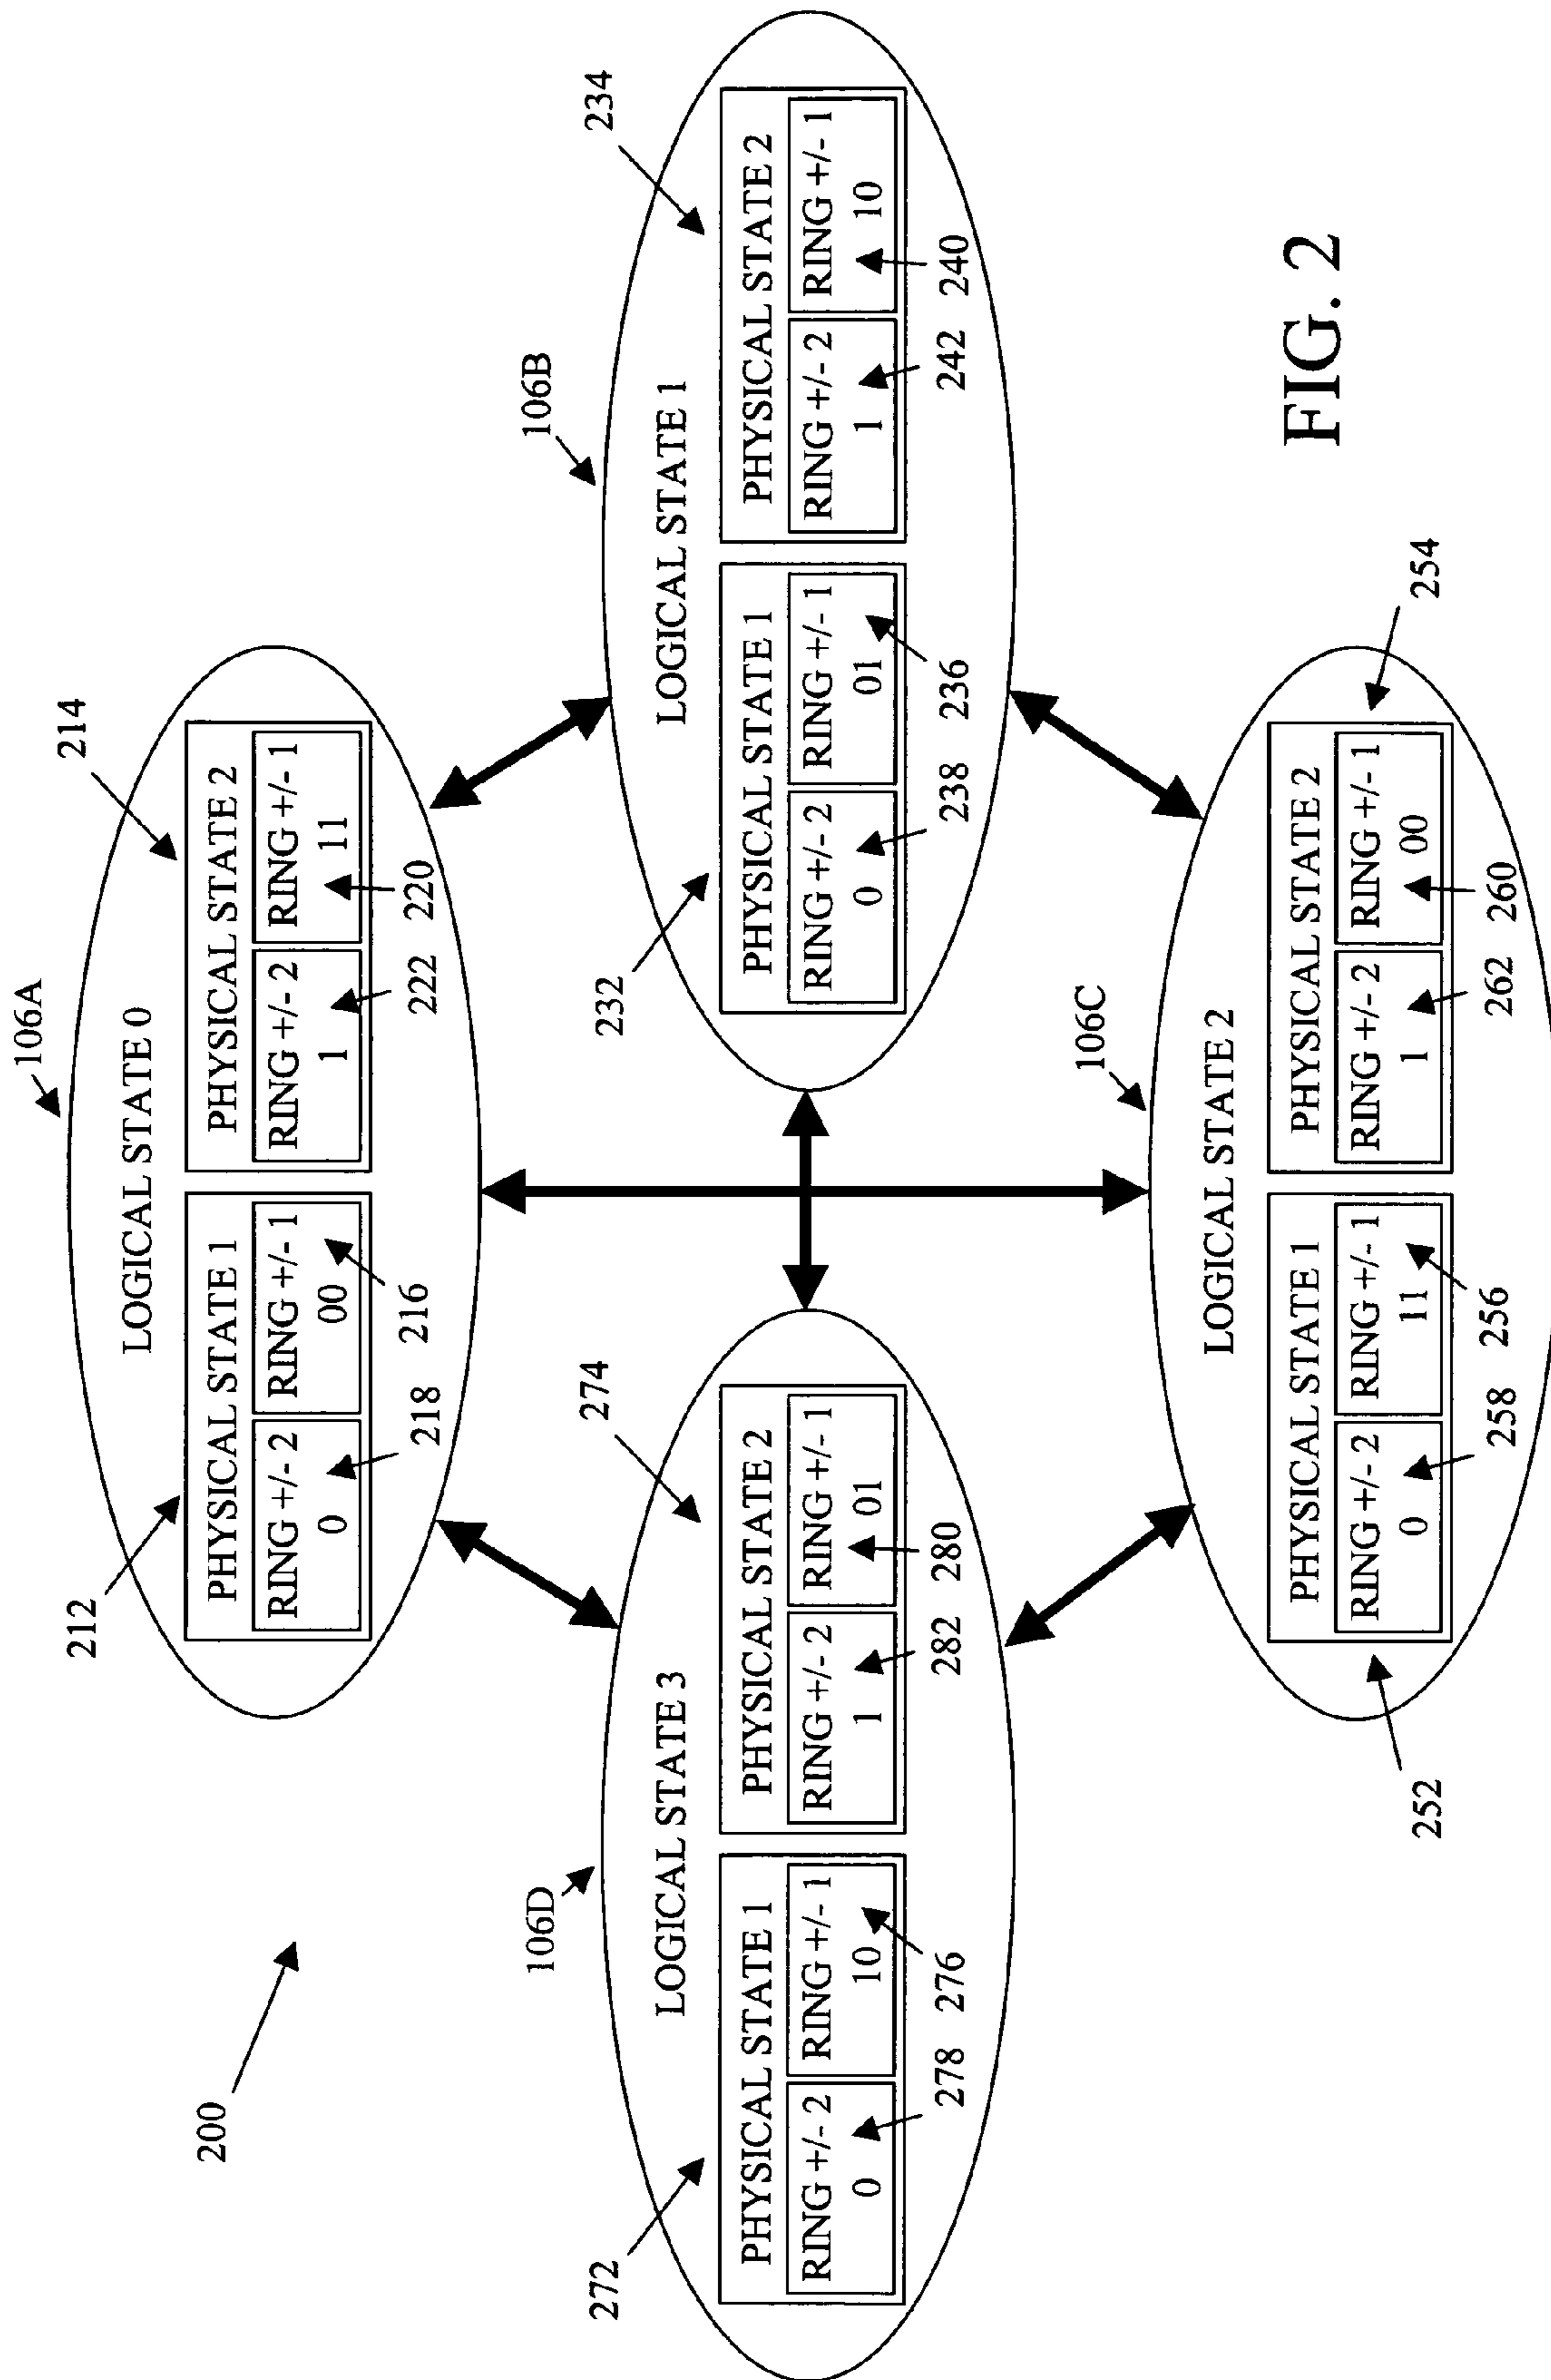 106A
LOGICAL STATE 0
212
214
PHYSICAL STATE 1
RING +/- 2
0
RING +/- 1
00
218
216
PHYSICAL STATE 2
RING +/- 2
1
RING +/- 1
11
222
220
200
106D
LOGICAL STATE 3
272
274
PHYSICAL STATE 1
RING +/- 2
0
RING +/- 1
10
278
276
PHYSICAL STATE 2
RING +/- 2
1
RING +/- 1
01
282
280
106B
LOGICAL STATE 1
232
234
PHYSICAL STATE 1
RING +/- 2
0
RING +/- 1
01
238
236
PHYSICAL STATE 2
RING +/- 2
1
RING +/- 1
10
242
240
106C
LOGICAL STATE 2
252
254
PHYSICAL STATE 1
RING +/- 2
0
RING +/- 1
11
258
256
PHYSICAL STATE 2
RING +/- 2
1
RING +/- 1
00
262
260
FIG. 2